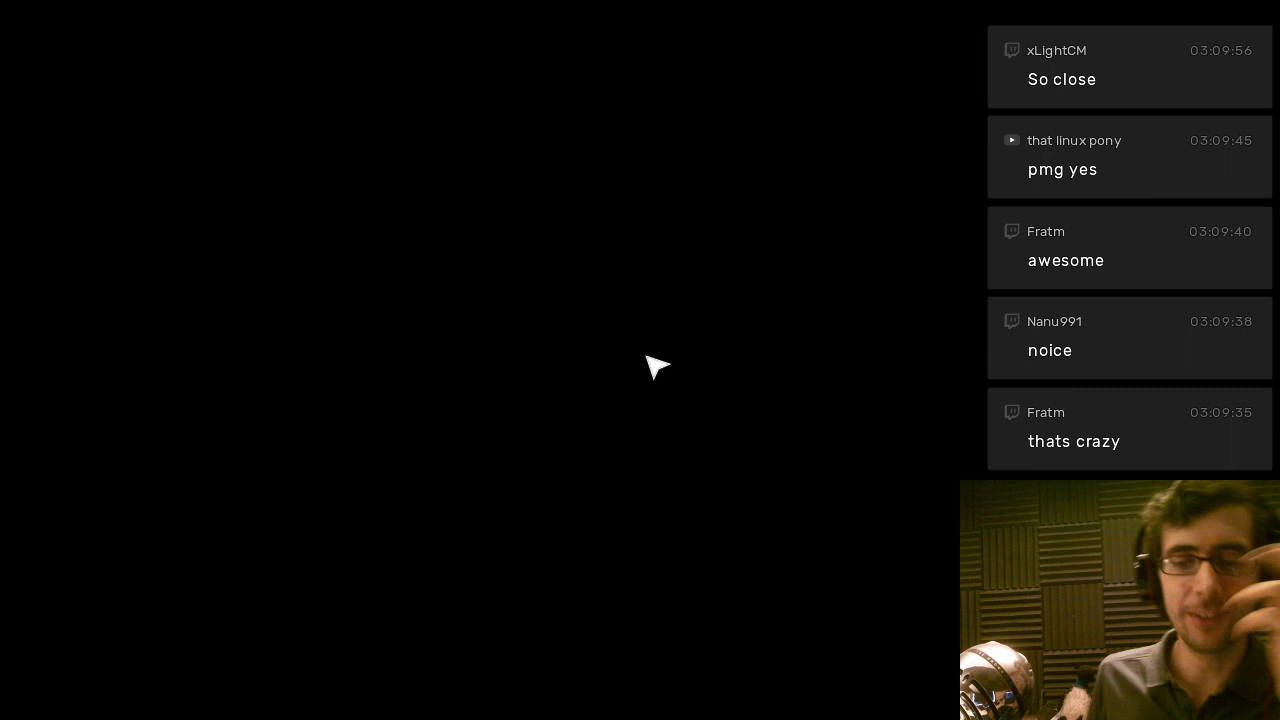 xLightCM 03:09:56
So close
that linux pony 03:09:45
pmg yes
Fratm 03:09:40
awesome
Nanu991 03:09:38
noice
Fratm 03:09:35
thats crazy